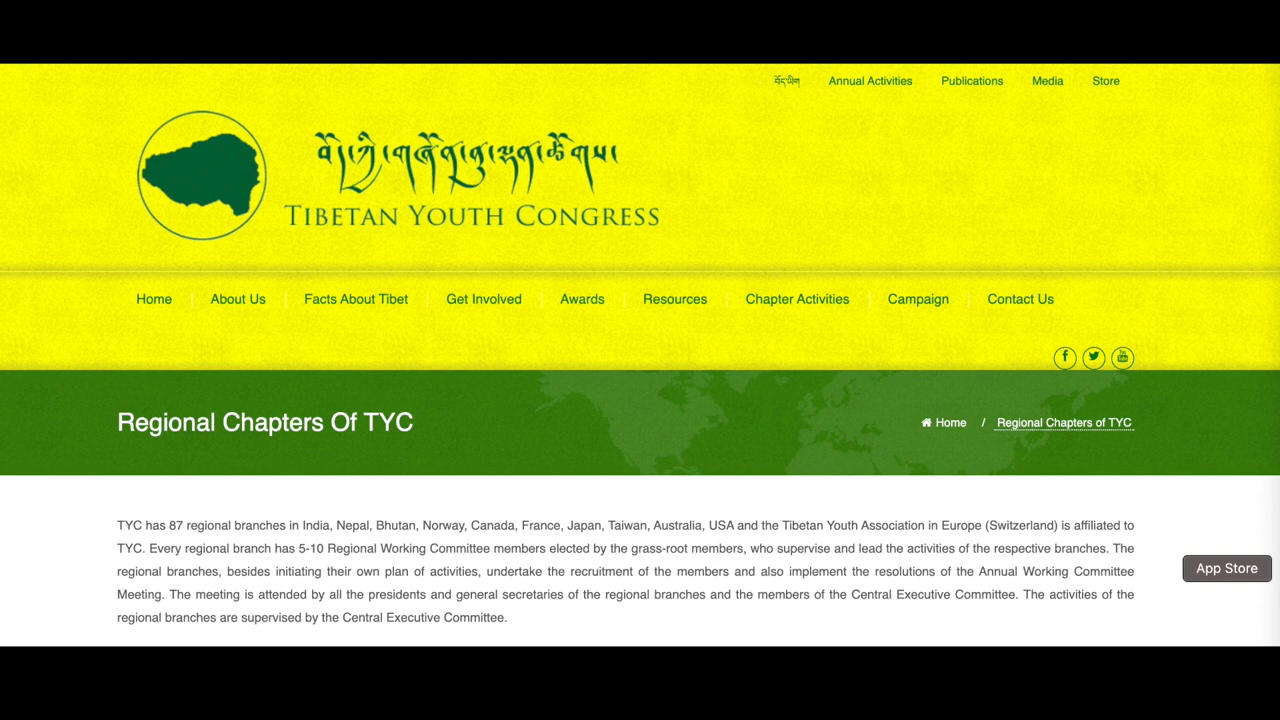 བོད་ཡིག Annual Activities Publications Media Store
བོད་ཀྱི་གཞོན་ནུ་ལྷན་ཚོགས།
TIBETAN YOUTH CONGRESS
Home About Us Facts About Tibet Get Involved Awards Resources Chapter Activities Campaign Contact Us
Regional Chapters Of TYC
Home / Regional Chapters of TYC
TYC has 87 regional branches in India, Nepal, Bhutan, Norway, Canada, France, Japan, Taiwan, Australia, USA and the Tibetan Youth Association in Europe (Switzerland) is affiliated to
TYC. Every regional branch has 5-10 Regional Working Committee members elected by the grass-root members, who supervise and lead the activities of the respective branches. The
regional branches, besides initiating their own plan of activities, undertake the recruitment of the members and also implement the resolutions of the Annual Working Committee
Meeting. The meeting is attended by all the presidents and general secretaries of the regional branches and the members of the Central Executive Committee. The activities of the
regional branches are supervised by the Central Executive Committee.
App Store